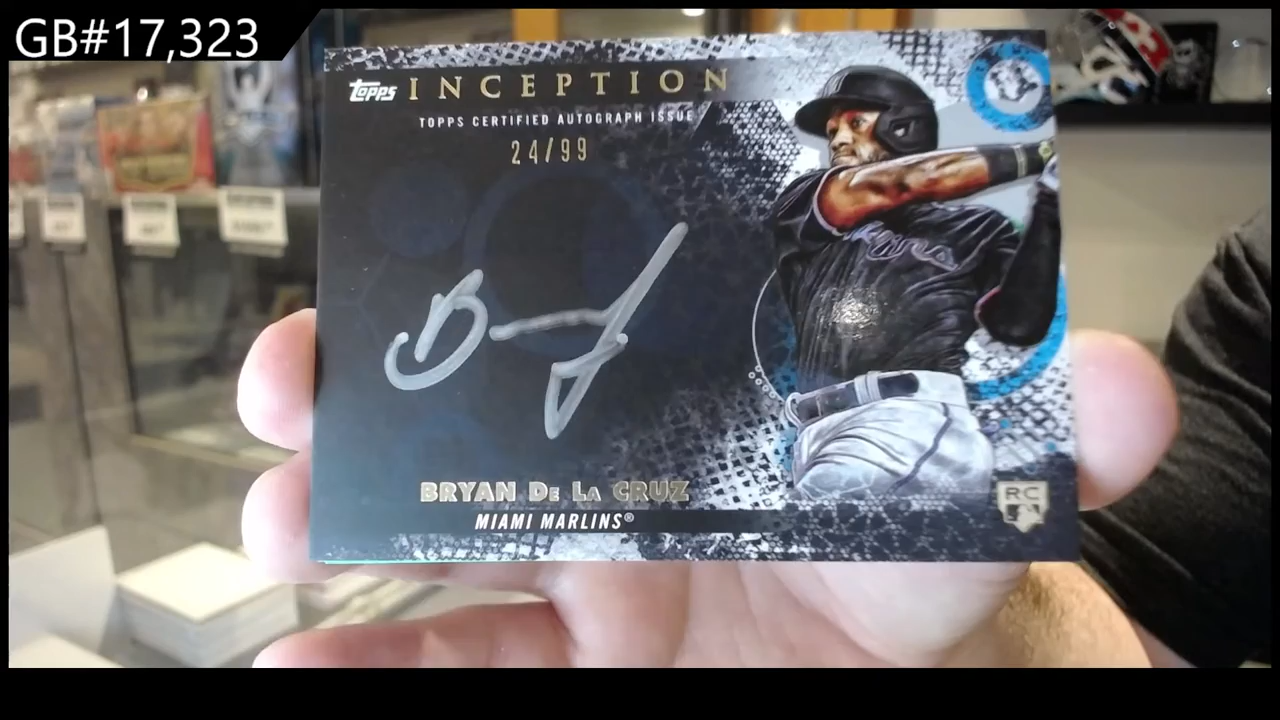 GB#17,323
Topps INCEPTION
TOPPS CERTIFIED AUTOGRAPH ISSUE
24/99
BRYAN DE LA CRUZ
MIAMI MARLINS®
RC